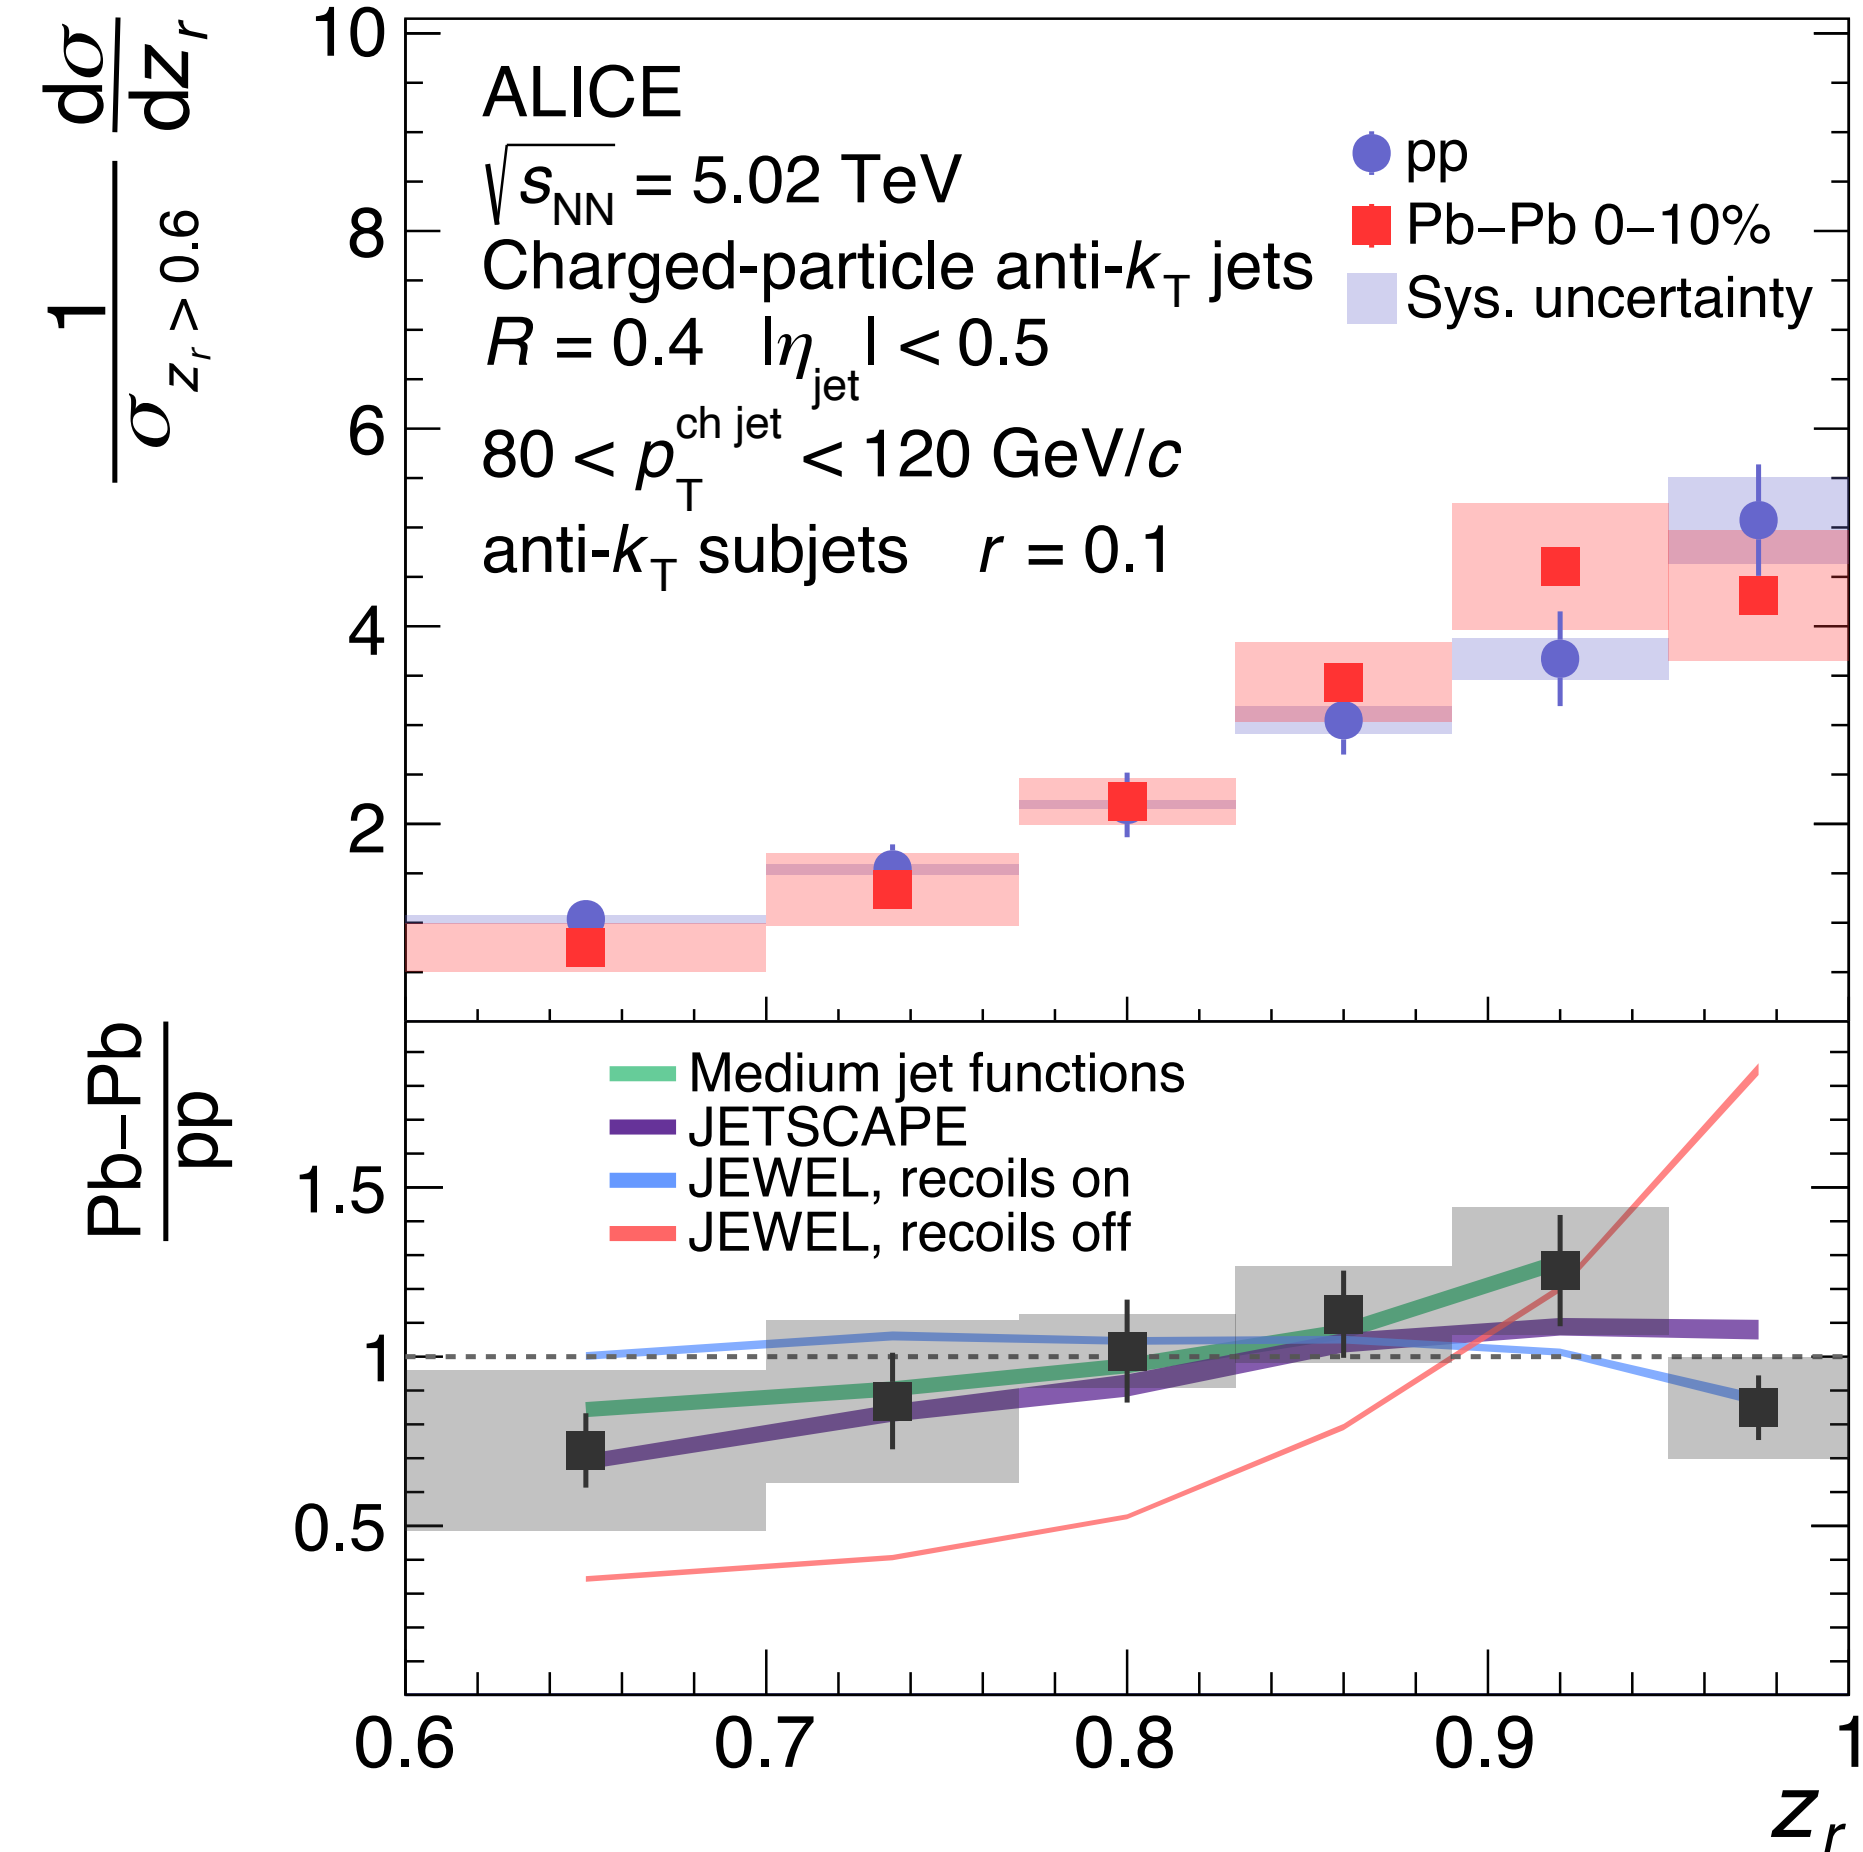 1/σ_{z_r > 0.6} dσ/dz_r
10
8
6
4
2
ALICE
√s_NN = 5.02 TeV
Charged-particle anti-k_T jets
R = 0.4 |η_jet| < 0.5
80 < p_T^{ch jet} < 120 GeV/c
anti-k_T subjets r = 0.1
pp
Pb–Pb 0–10%
Sys. uncertainty
Pb–Pb
pp
1.5
1
0.5
Medium jet functions
JETSCAPE
JEWEL, recoils on
JEWEL, recoils off
0.6 0.7 0.8 0.9 1
z_r